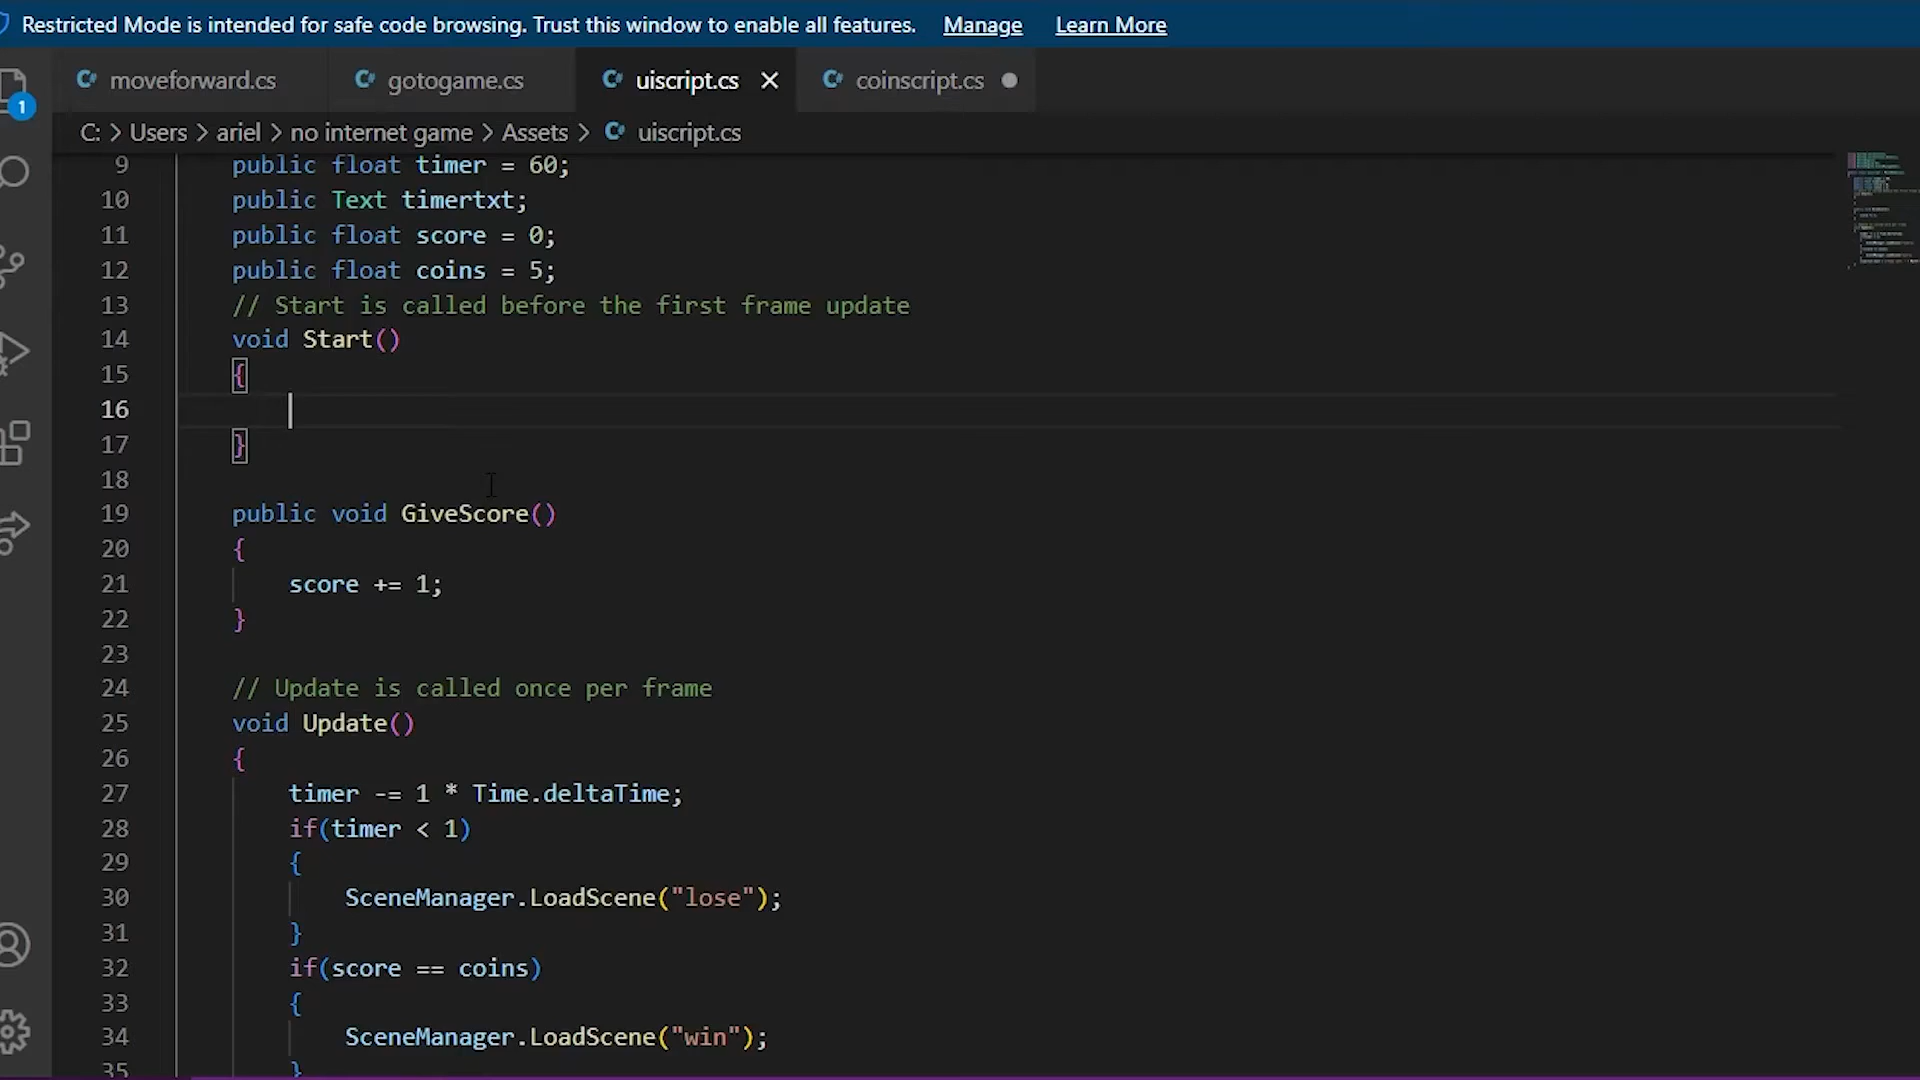 Restricted Mode is intended for safe code browsing. Trust this window to enable all features. Manage Learn More
moveforward.cs gotogame.cs uiscript.cs coinscript.cs
C: > Users > ariel > no internet game > Assets > uiscript.cs
1
9 public float timer = 60;
10 public Text timertxt;
11 public float score = 0;
12 public float coins = 5;
13 // Start is called before the first frame update
14 void Start()
15 {
16
17 }
18
19 public void GiveScore()
20 {
21 score += 1;
22 }
23
24 // Update is called once per frame
25 void Update()
26 {
27 timer -= 1 * Time.deltaTime;
28 if(timer < 1)
29 {
30 SceneManager.LoadScene("lose");
31 }
32 if(score == coins)
33 {
34 SceneManager.LoadScene("win");
35 }